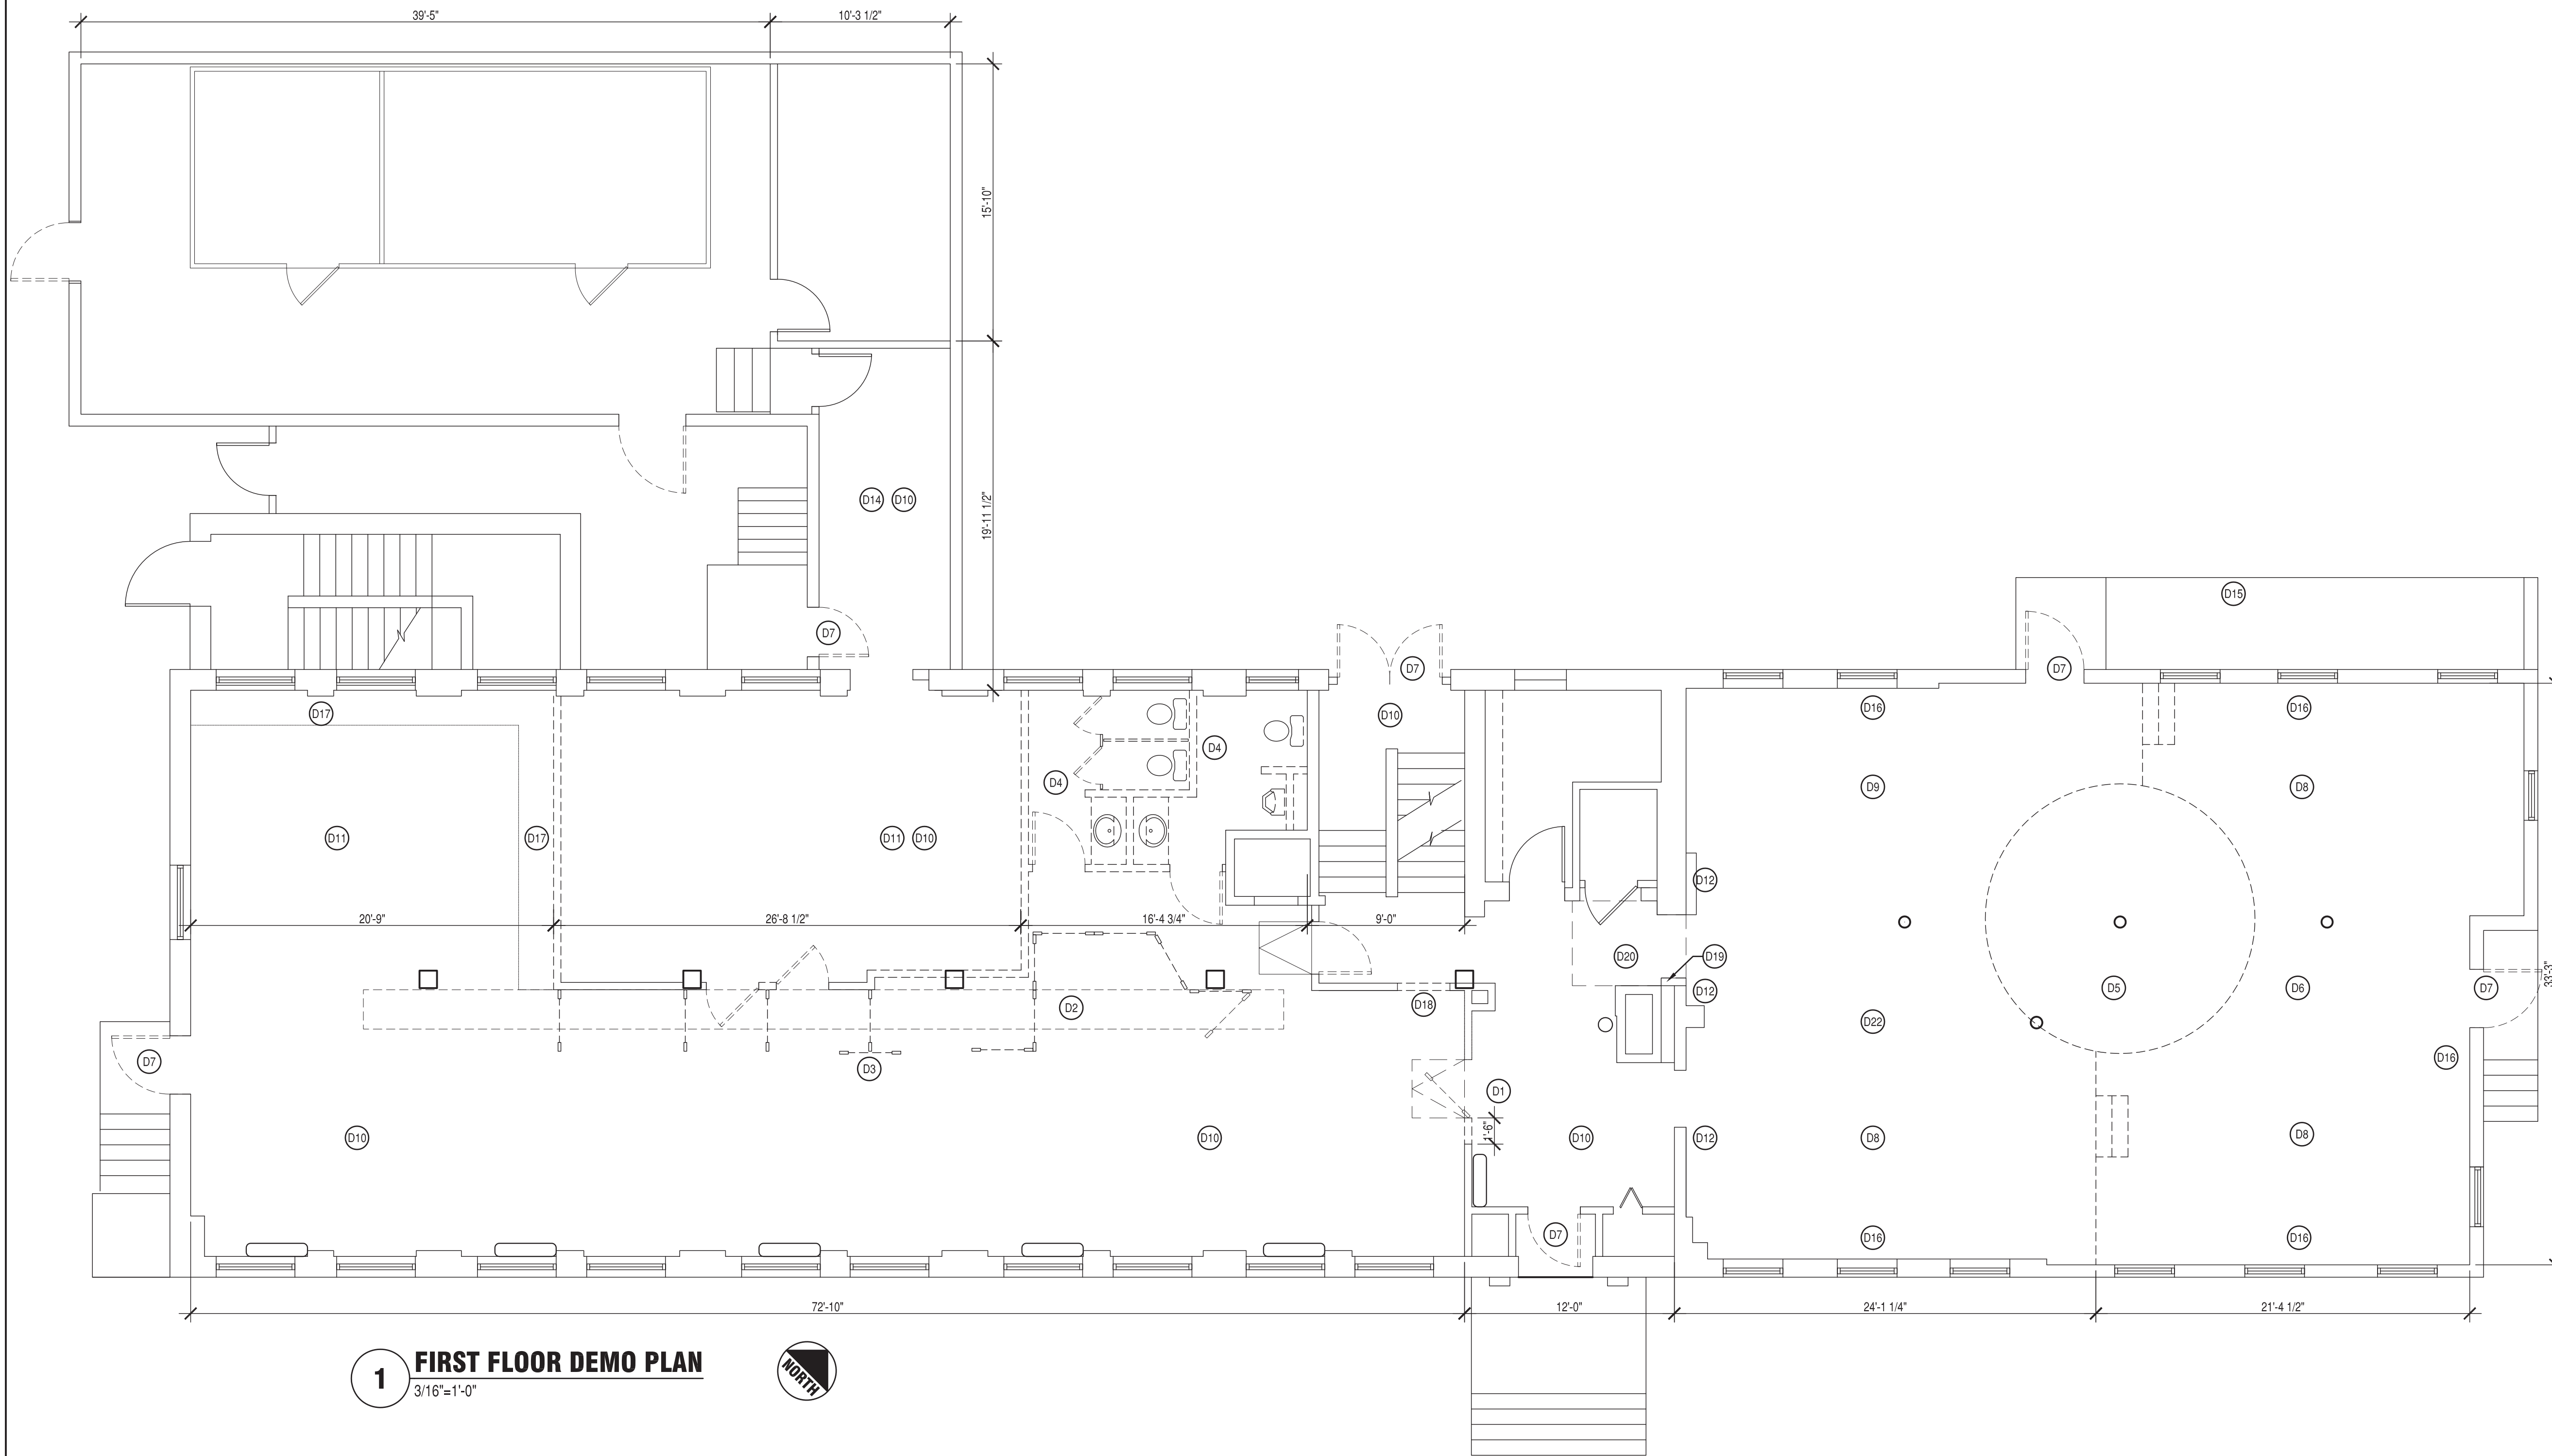 39'-5"
10'-3 1/2"
15'-10"
19'-11 1/2"
D14
D10
D15
D7
D7
D7
D17
D10
D16
D16
D4
D4
D9
D8
D11
D17
D11
D10
D12
20'-9"
26'-8 1/2"
16'-4 3/4"
9'-0"
D20
D19
33'-3"
D2
D18
D12
D5
D6
D7
D22
D7
D3
D16
D1
1'-6"
D10
D10
D10
D12
D8
D8
D7
D16
D16
72'-10"
12'-0"
24'-1 1/4"
21'-4 1/2"
1
FIRST FLOOR DEMO PLAN
3/16"=1'-0"
NORTH